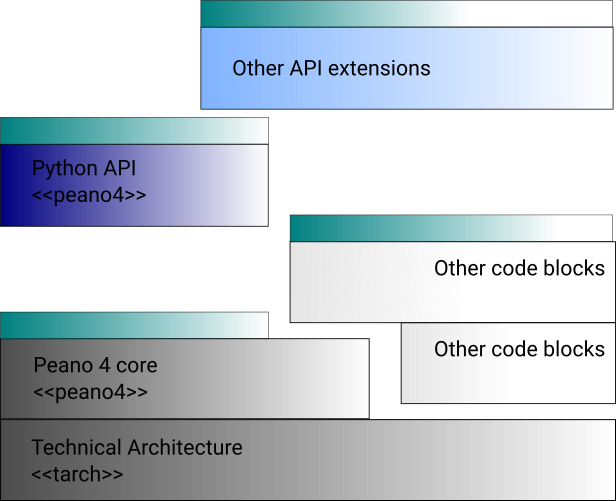 Other API extensions
Python API
<<peano4>>
Other code blocks
Other code blocks
Peano 4 core
<<peano4>>
Technical Architecture
<<tarch>>